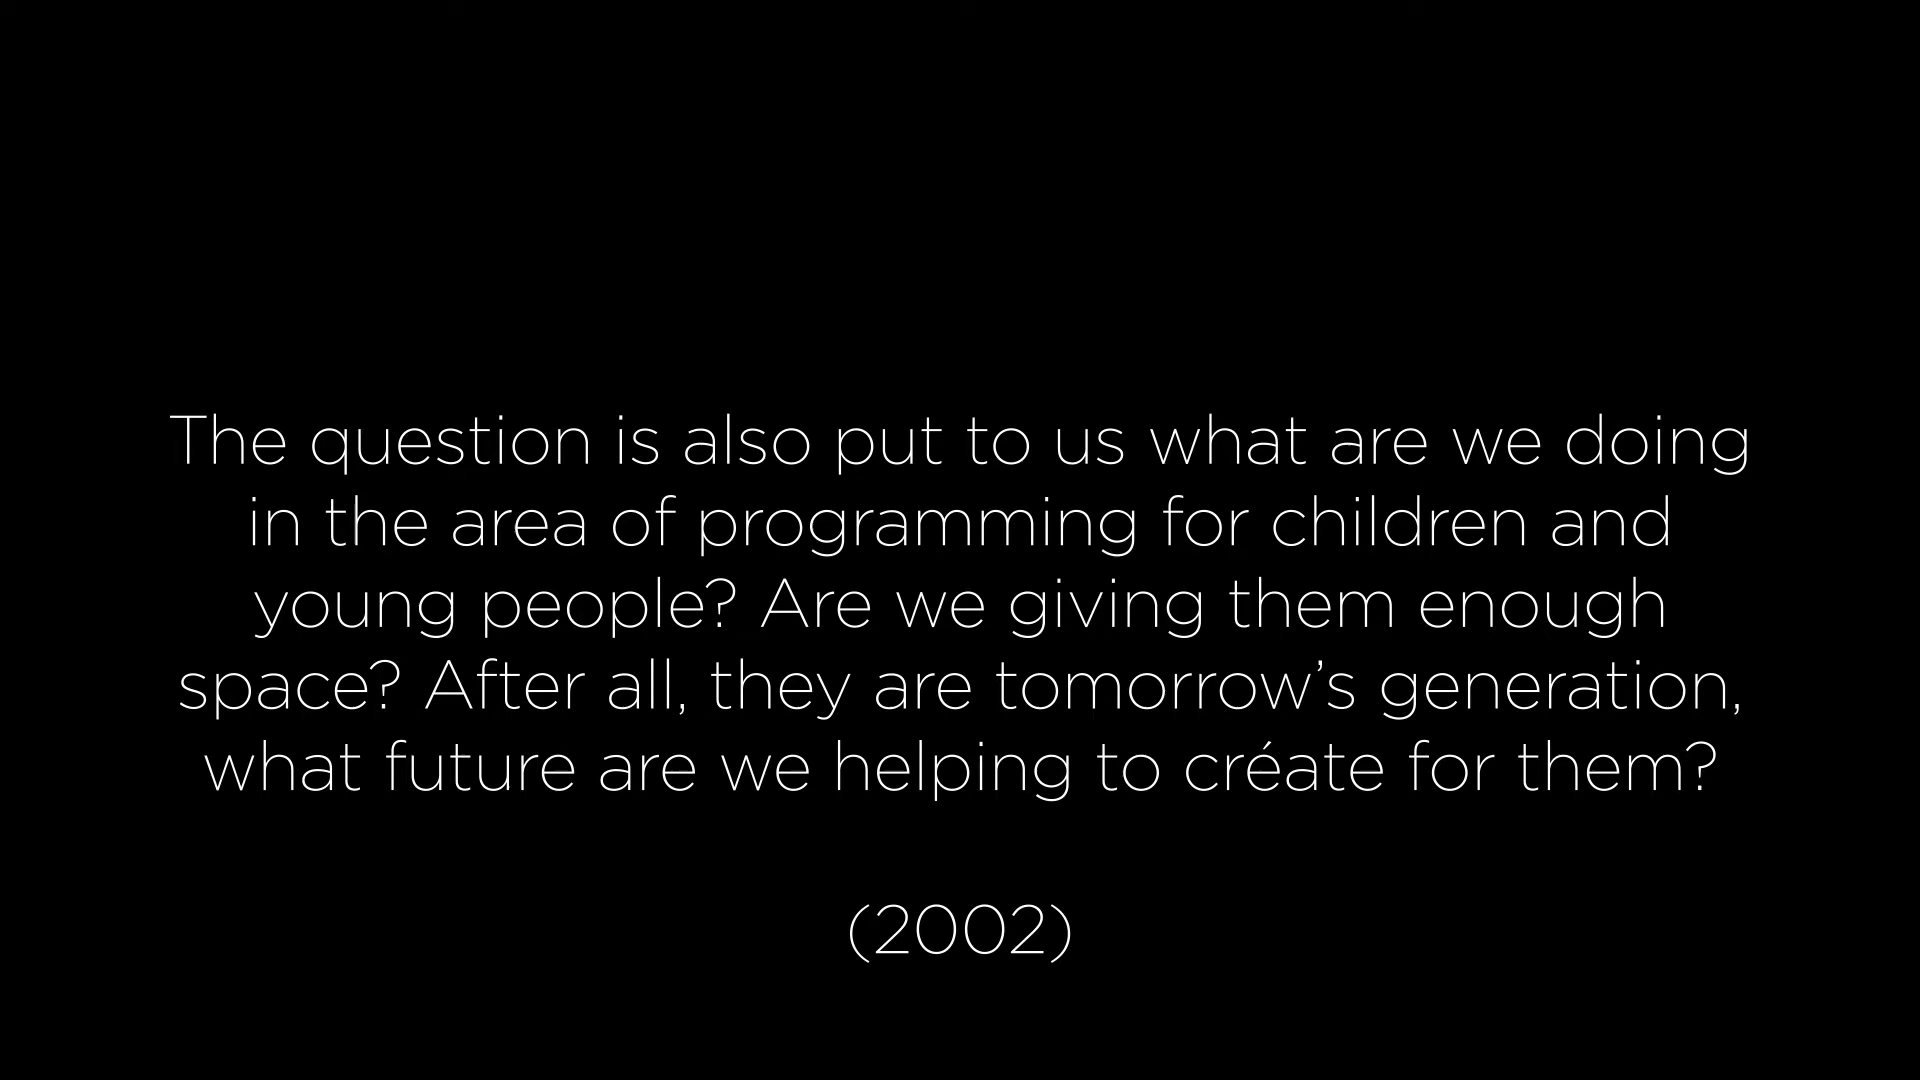 The question is also put to us what are we doing
in the area of programming for children and
young people? Are we giving them enough
space? After all, they are tomorrow’s generation,
what future are we helping to créate for them?
(2002)